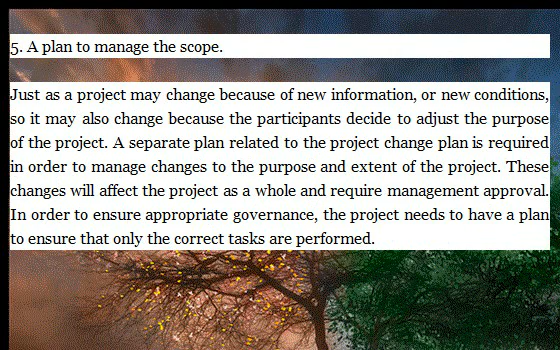 5. A plan to manage the scope.
Just as a project may change because of new information, or new conditions,
so it may also change because the participants decide to adjust the purpose
of the project. A separate plan related to the project change plan is required
in order to manage changes to the purpose and extent of the project. These
changes will affect the project as a whole and require management approval.
In order to ensure appropriate governance, the project needs to have a plan
to ensure that only the correct tasks are performed.